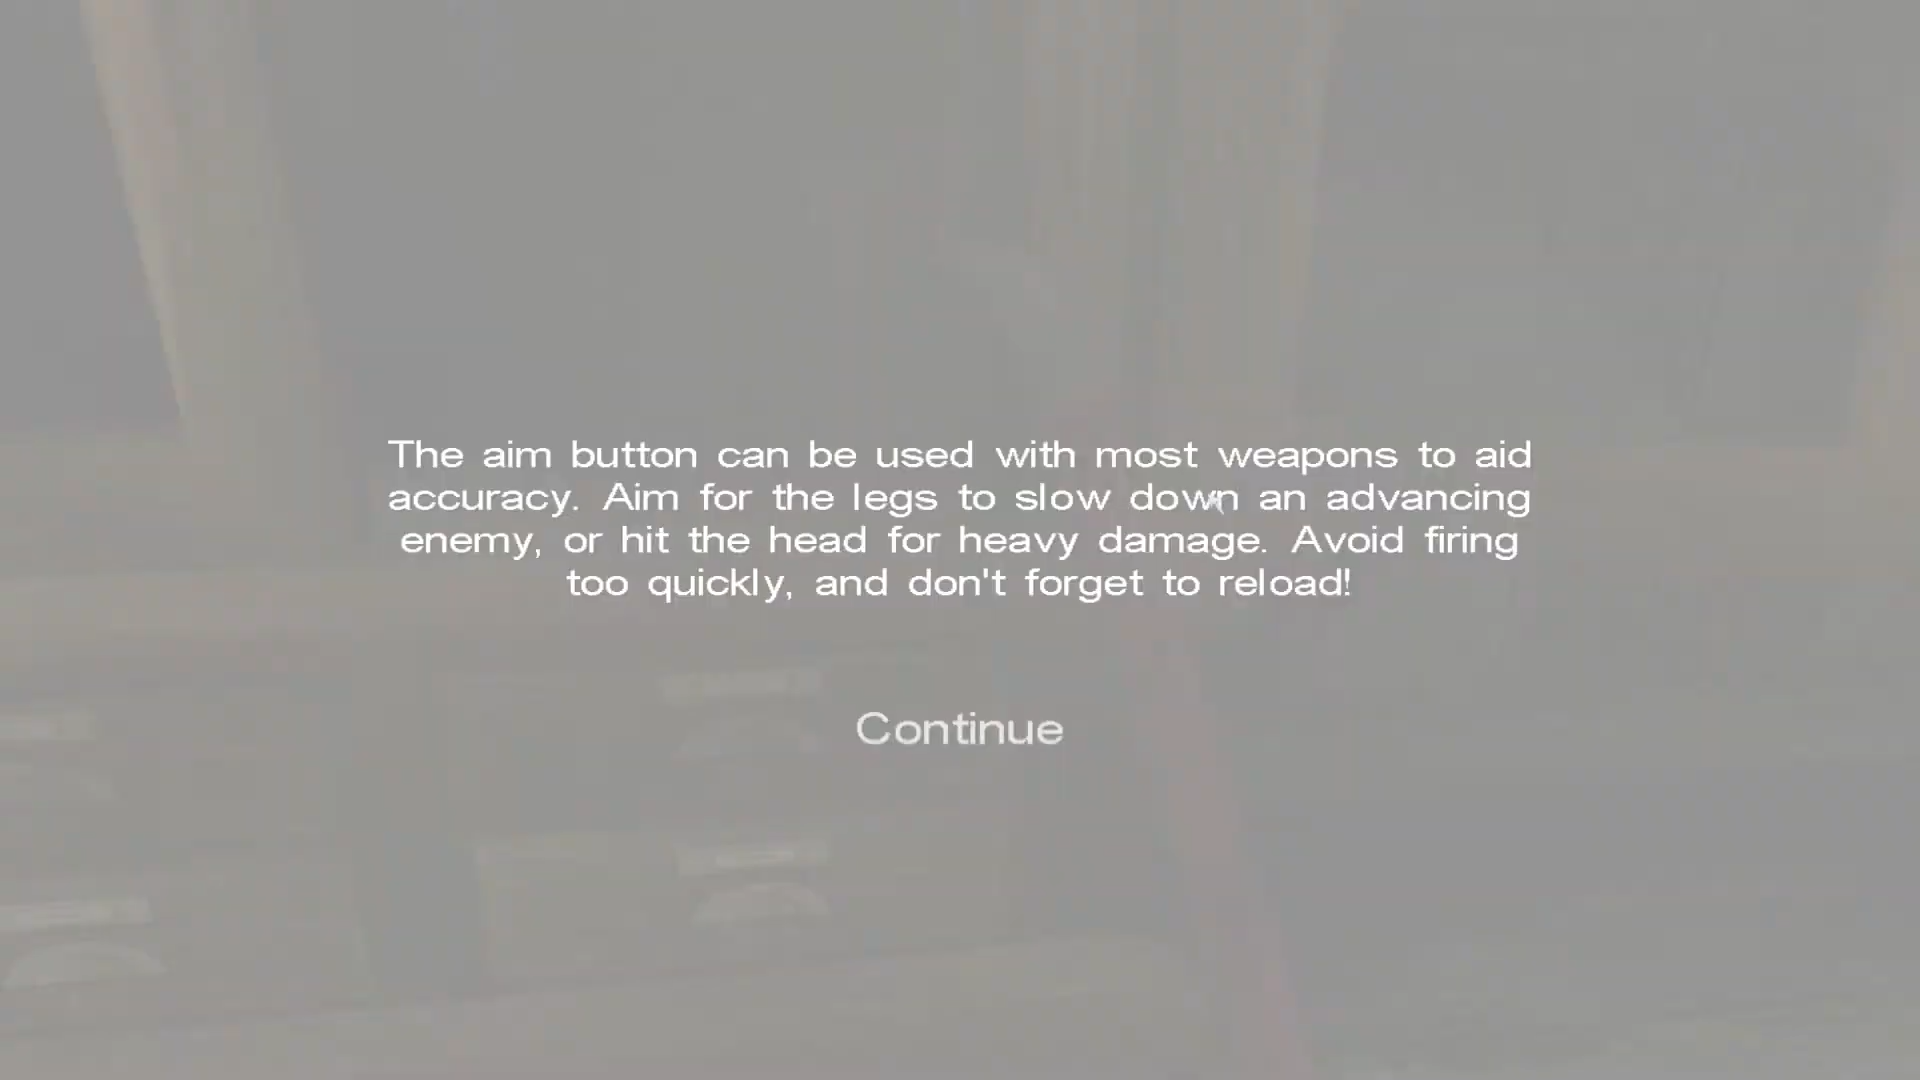 The aim button can be used with most weapons to aid
accuracy. Aim for the legs to slow down an advancing
enemy, or hit the head for heavy damage. Avoid firing
too quickly, and don't forget to reload!
Continue